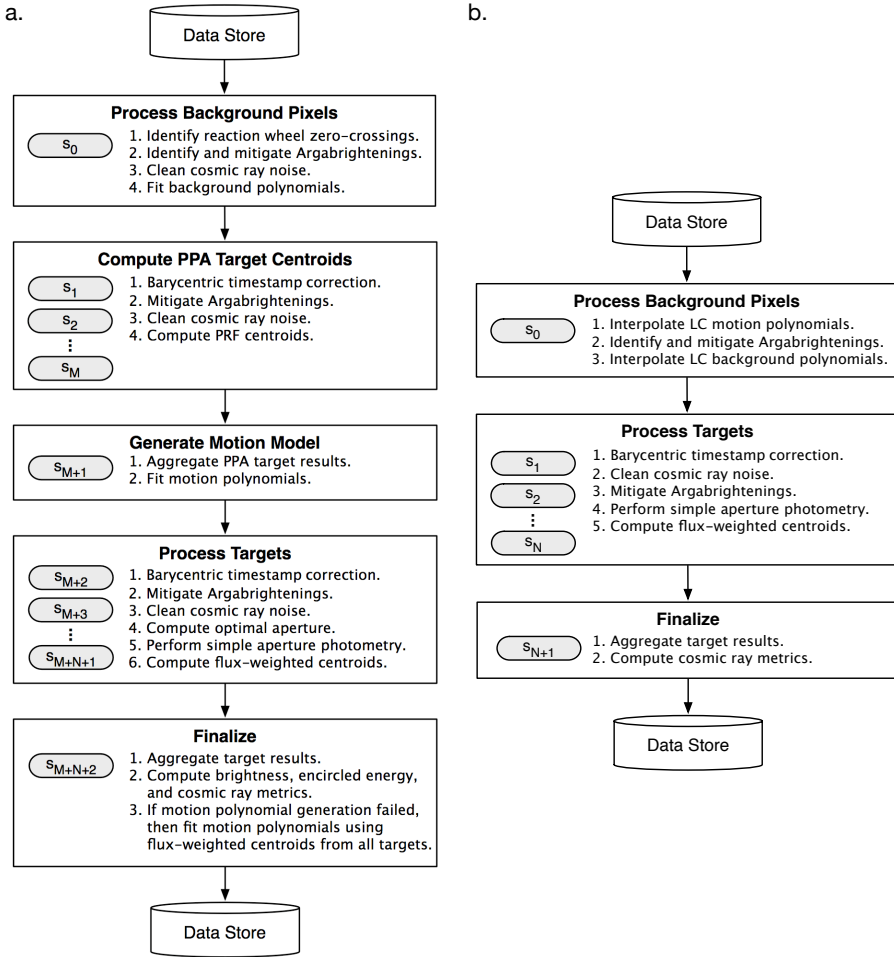 a.
Data Store
Process Background Pixels
s0
1. Identify reaction wheel zero-crossings.
2. Identify and mitigate Argabrightenings.
3. Clean cosmic ray noise.
4. Fit background polynomials.
Compute PPA Target Centroids
s1
s2
⋮
sM
1. Barycentric timestamp correction.
2. Mitigate Argabrightenings.
3. Clean cosmic ray noise.
4. Compute PRF centroids.
Generate Motion Model
sM+1
1. Aggregate PPA target results.
2. Fit motion polynomials.
Process Targets
sM+2
sM+3
⋮
sM+N+1
1. Barycentric timestamp correction.
2. Mitigate Argabrightenings.
3. Clean cosmic ray noise.
4. Compute optimal aperture.
5. Perform simple aperture photometry.
6. Compute flux-weighted centroids.
Finalize
sM+N+2
1. Aggregate target results.
2. Compute brightness, encircled energy,
and cosmic ray metrics.
3. If motion polynomial generation failed,
then fit motion polynomials using
flux-weighted centroids from all targets.
Data Store
b.
Data Store
Process Background Pixels
s0
1. Interpolate LC motion polynomials.
2. Identify and mitigate Argabrightenings.
3. Interpolate LC background polynomials.
Process Targets
s1
s2
⋮
sN
1. Barycentric timestamp correction.
2. Clean cosmic ray noise.
3. Mitigate Argabrightenings.
4. Perform simple aperture photometry.
5. Compute flux-weighted centroids.
Finalize
sN+1
1. Aggregate target results.
2. Compute cosmic ray metrics.
Data Store